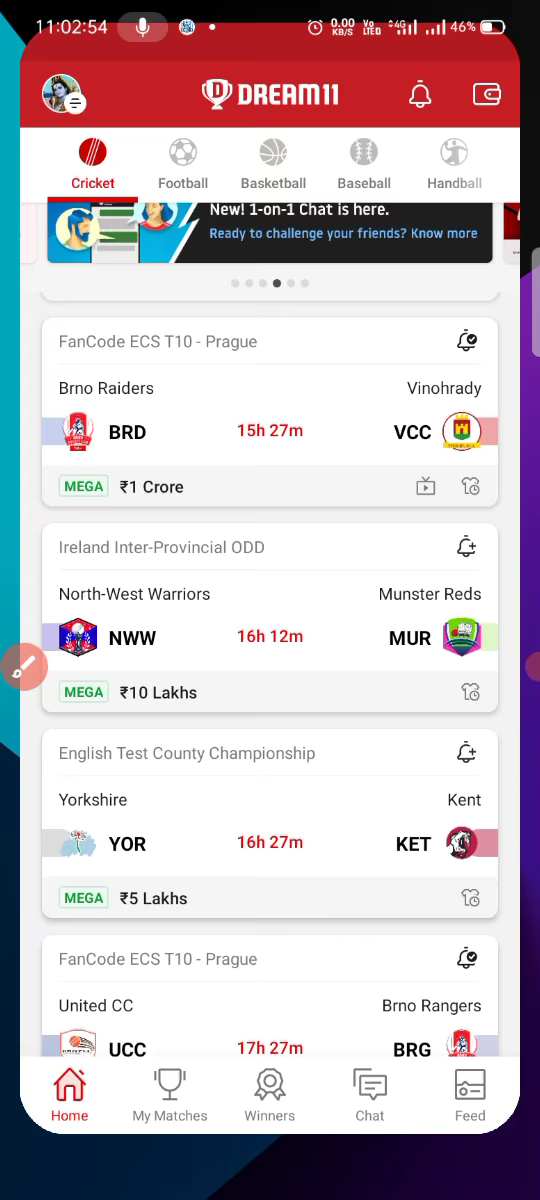 11:02:54 0.00 KB/S Vo LTED 4G 46%
DREAM11
Cricket Football Basketball Baseball Handball
New! 1-on-1 Chat is here.
Ready to challenge your friends? Know more
FanCode ECS T10 - Prague
Brno Raiders Vinohrady
BRD 15h 27m VCC
MEGA ₹1 Crore
Ireland Inter-Provincial ODD
North-West Warriors Munster Reds
NWW 16h 12m MUR
MEGA ₹10 Lakhs
English Test County Championship
Yorkshire Kent
YOR 16h 27m KET
MEGA ₹5 Lakhs
FanCode ECS T10 - Prague
United CC Brno Rangers
UCC 17h 27m BRG
Home My Matches Winners Chat Feed